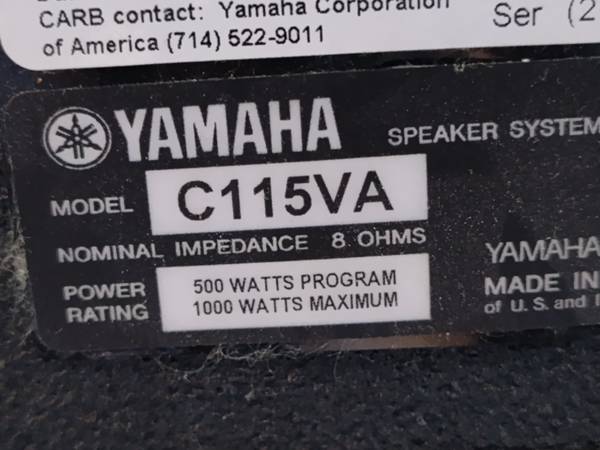 CARB contact: Yamaha Corporation
of America (714) 522-9011
Ser (2
YAMAHA SPEAKER SYSTEM
MODEL C115VA
NOMINAL IMPEDANCE 8 OHMS
YAMAHA
POWER RATING
500 WATTS PROGRAM
1000 WATTS MAXIMUM
MADE IN
of U.S. and